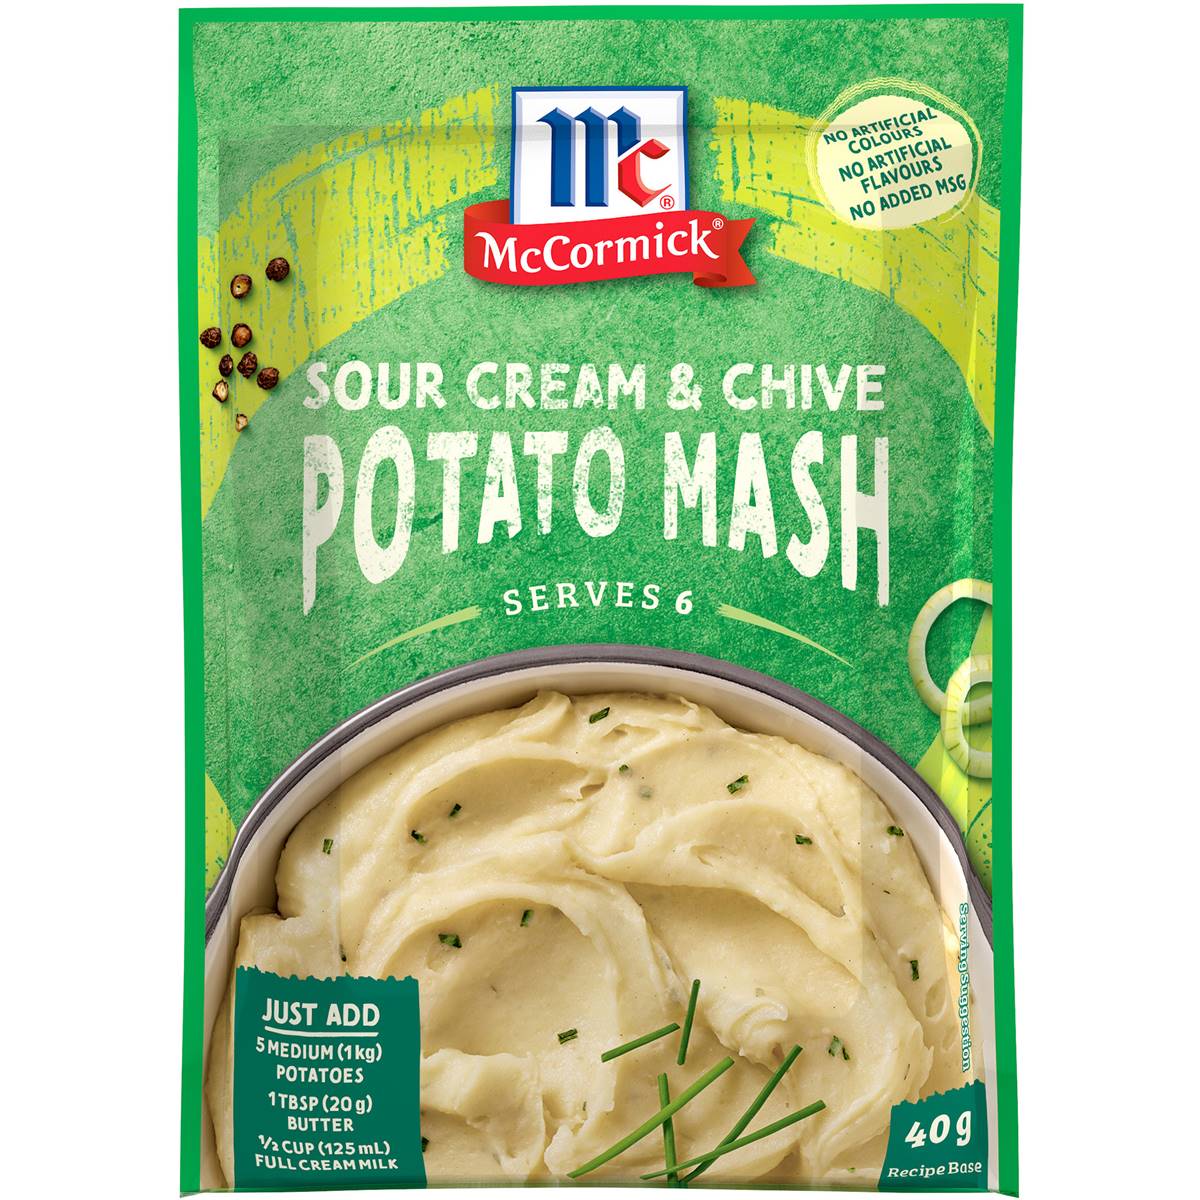 Mc®
McCormick®
NO ARTIFICIAL
COLOURS
NO ARTIFICIAL
FLAVOURS
NO ADDED MSG
SOUR CREAM & CHIVE
POTATO MASH
SERVES 6
JUST ADD
5 MEDIUM (1kg)
POTATOES
1 TBSP (20 g)
BUTTER
½ CUP (125 mL)
FULL CREAM MILK
Serving Suggestion
40g
Recipe Base